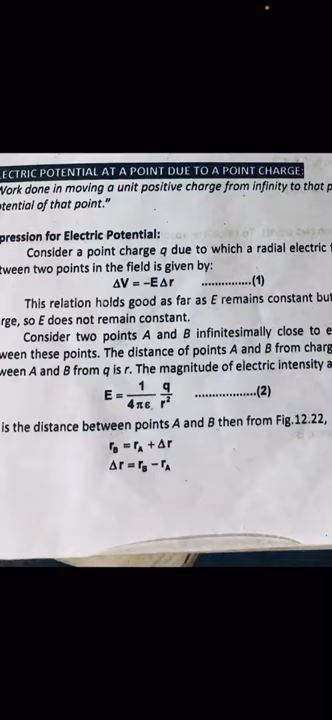 LECTRIC POTENTIAL AT A POINT DUE TO A POINT CHARGE:
Work done in moving a unit positive charge from infinity to that p
otential of that point."
pression for Electric Potential:
Consider a point charge q due to which a radial electric
tween two points in the field is given by:
ΔV = –EΔr ...............(1)
This relation holds good as far as E remains constant but
rge, so E does not remain constant.
Consider two points A and B infinitesimally close to e
ween these points. The distance of points A and B from charg
ween A and B from q is r. The magnitude of electric intensity a
E = 1/4πε₀ q/r² ..................(2)
is the distance between points A and B then from Fig.12.22,
r_B = r_A + Δr
Δr = r_B – r_A